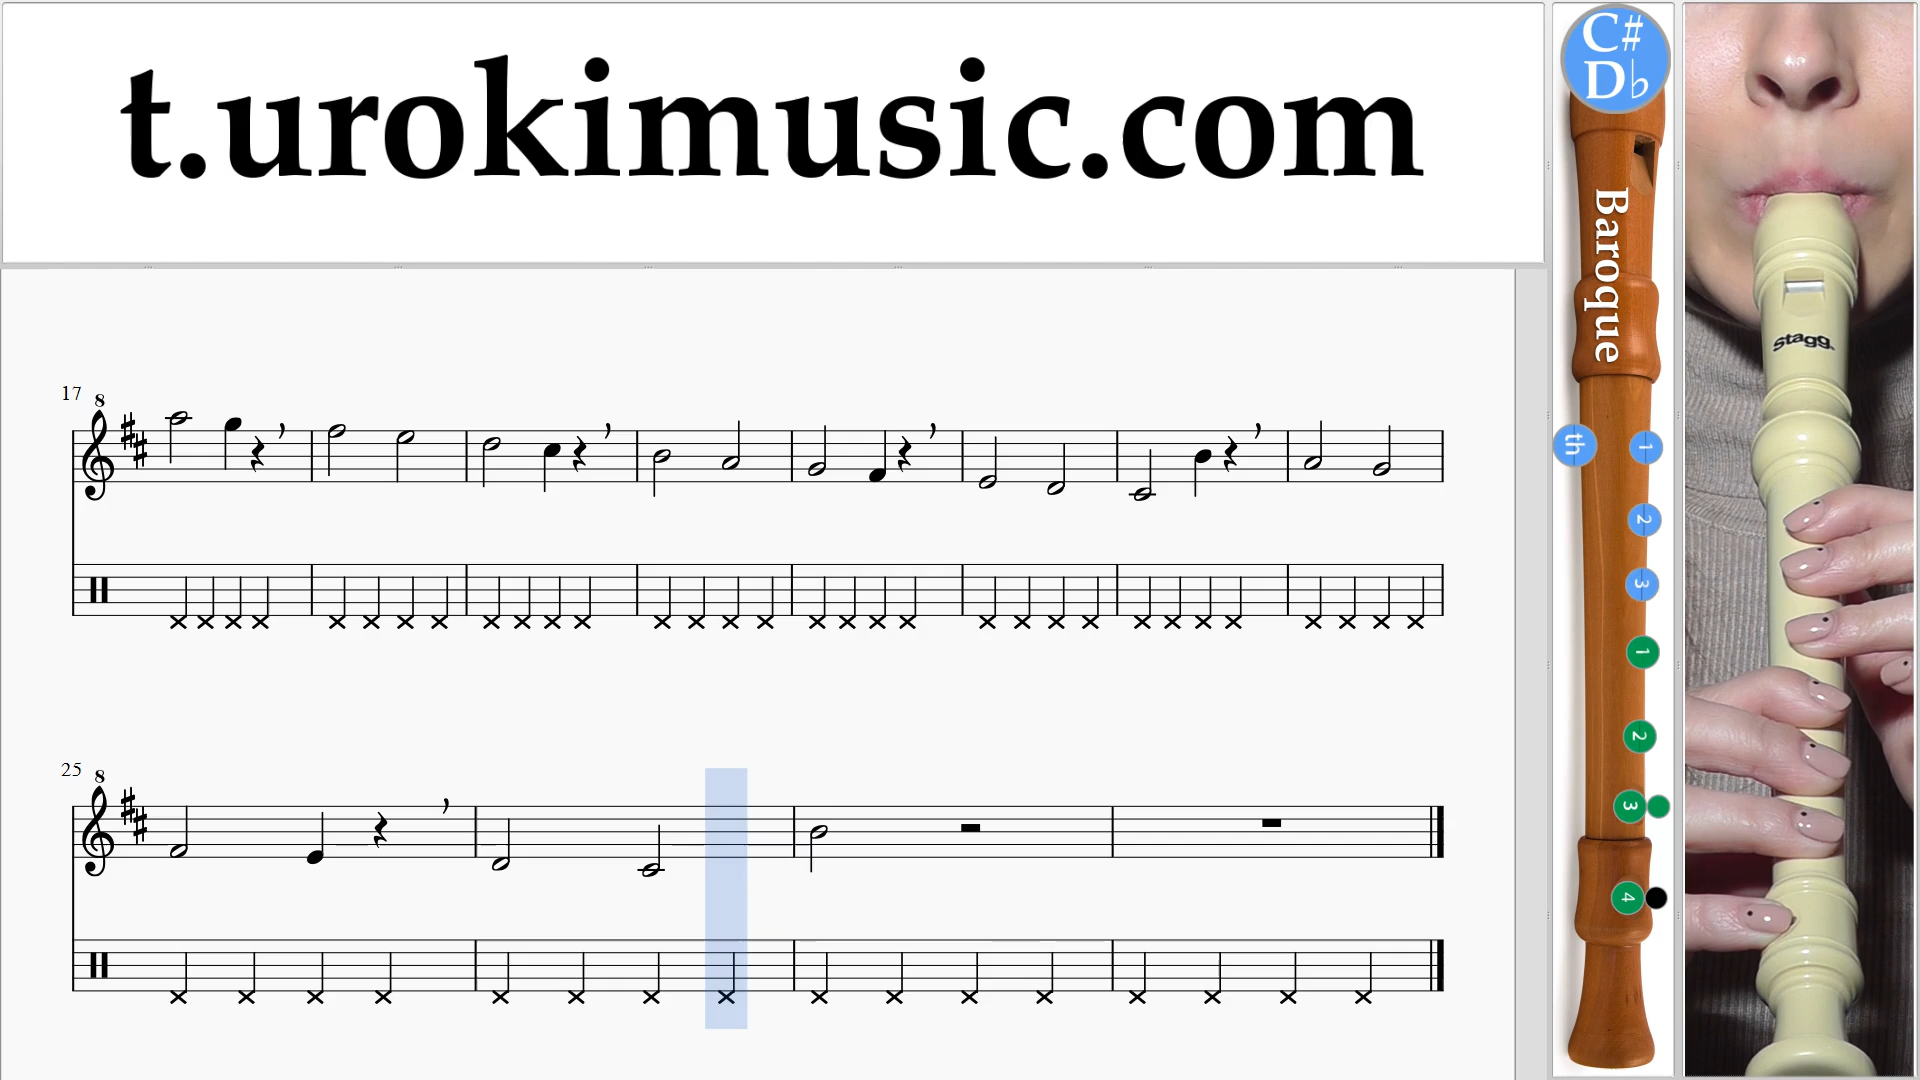 t.urokimusic.com
C#
D♭
Baroque
Stagg
17
8
th
1
2
3
1
2
3
4
25
8